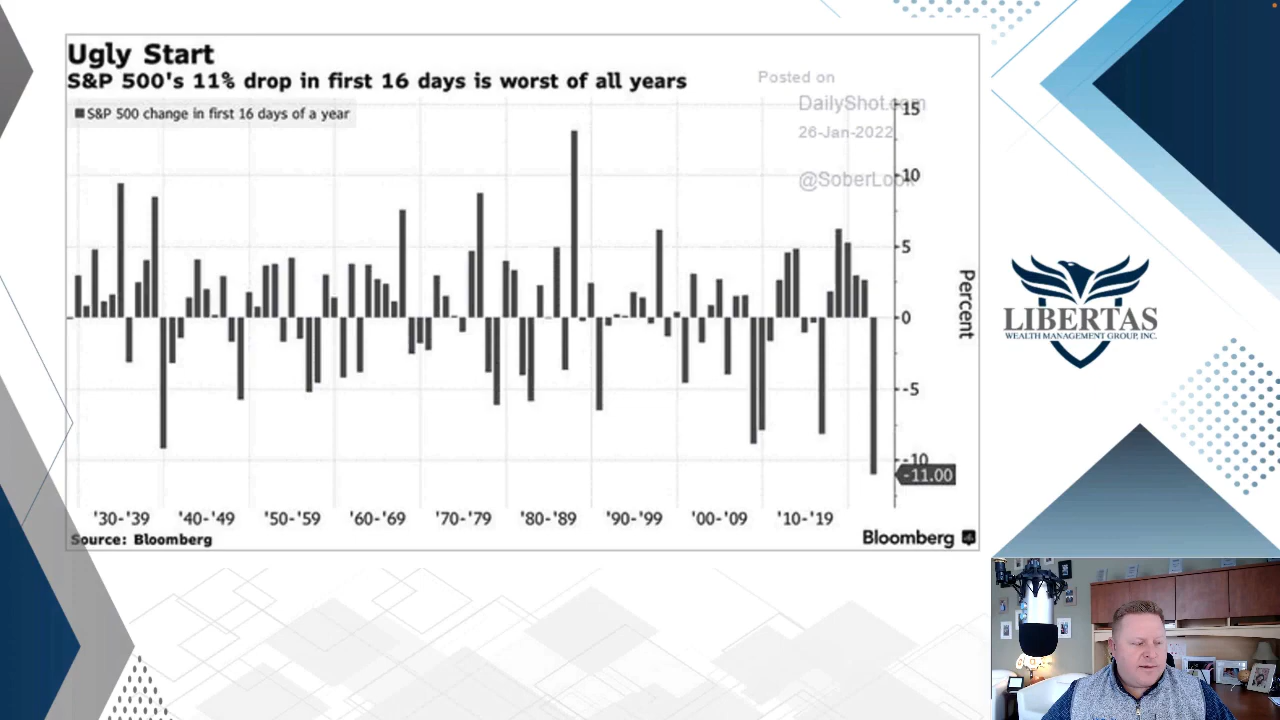 Ugly Start
S&P 500's 11% drop in first 16 days is worst of all years
Posted on
DailyShot.com
26-Jan-2022
@SoberLook
S&P 500 change in first 16 days of a year
15
10
5
0
-5
-10
-11.00
Percent
'30-'39 '40-'49 '50-'59 '60-'69 '70-'79 '80-'89 '90-'99 '00-'09 '10-'19
Source: Bloomberg
Bloomberg
LIBERTAS
WEALTH MANAGEMENT GROUP, INC.